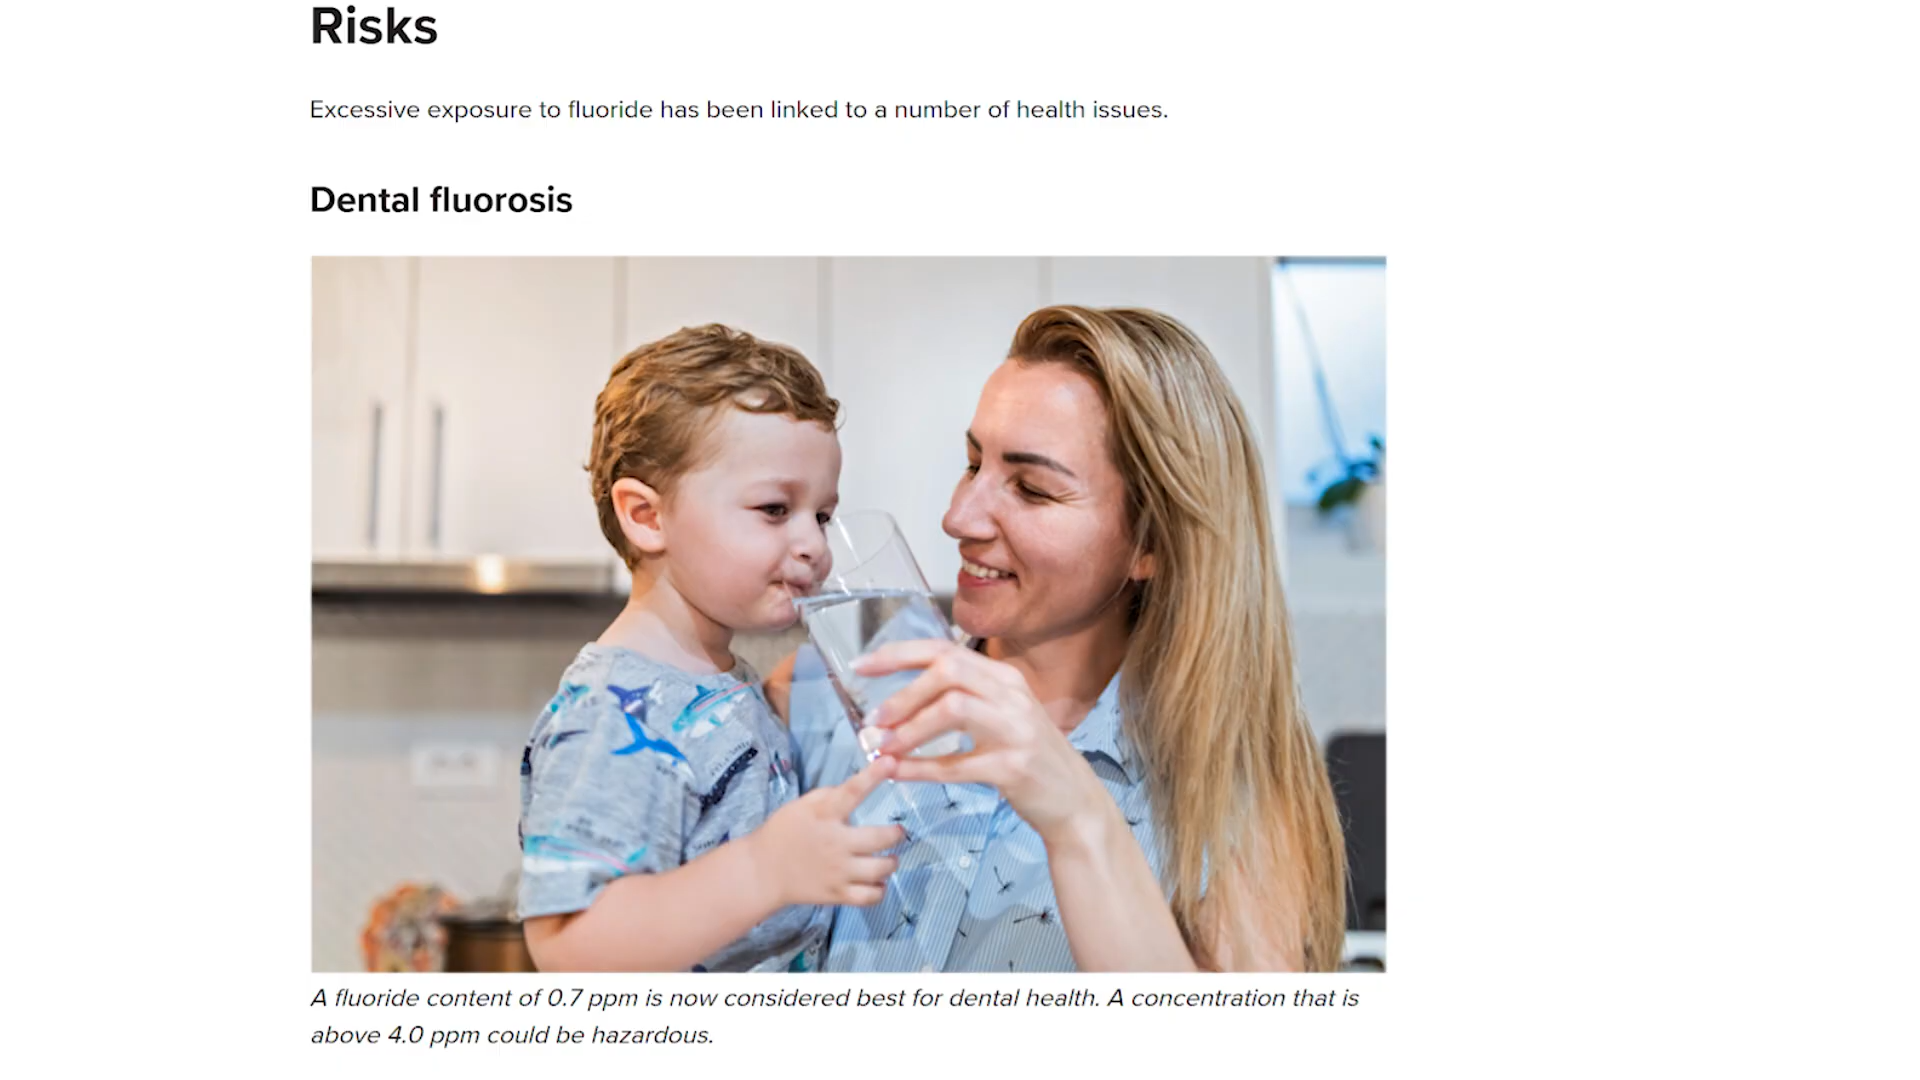 Risks
Excessive exposure to fluoride has been linked to a number of health issues.
Dental fluorosis
A fluoride content of 0.7 ppm is now considered best for dental health. A concentration that is
above 4.0 ppm could be hazardous.